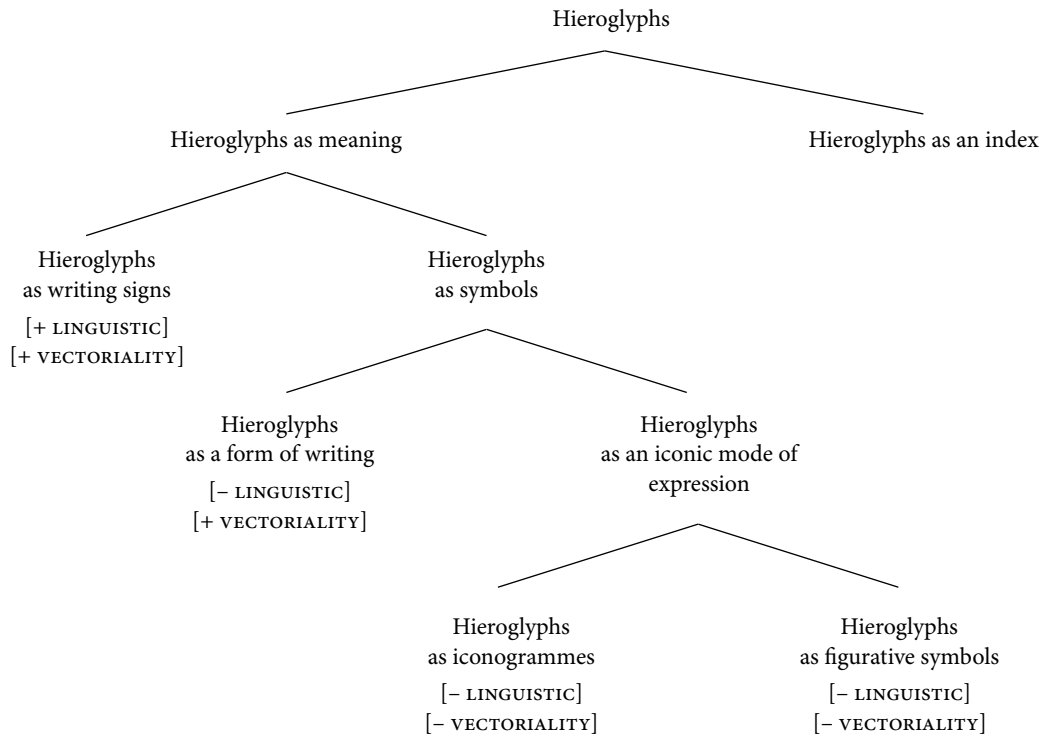 Hieroglyphs
Hieroglyphs as meaning
Hieroglyphs as an index
Hieroglyphs
as writing signs
[+ LINGUISTIC]
[+ VECTORIALITY]
Hieroglyphs
as symbols
Hieroglyphs
as a form of writing
[– LINGUISTIC]
[+ VECTORIALITY]
Hieroglyphs
as an iconic mode of
expression
Hieroglyphs
as iconogrammes
[– LINGUISTIC]
[– VECTORIALITY]
Hieroglyphs
as figurative symbols
[– LINGUISTIC]
[– VECTORIALITY]